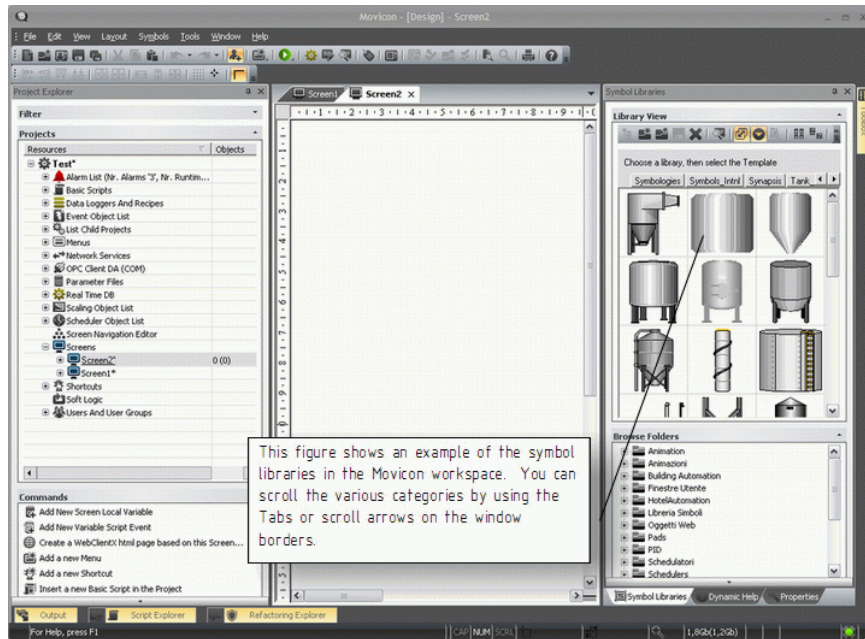 Movicon - [Design] - Screen2
File Edit View Layout Symbols Tools Window Help
Project Explorer
Filter
Projects
Resources Objects
Test*
Alarm List (Nr. Alarms '3', Nr. Runtim...
Basic Scripts
Data Loggers And Recipes
Event Object List
List Child Projects
Menus
Network Services
OPC Client DA (COM)
Parameter Files
Real Time DB
Scaling Object List
Scheduler Object List
Screen Navigation Editor
Screens
Screen2* 0 (0)
Screen1*
Shortcuts
Soft Logic
Users And User Groups
Commands
Add New Screen Local Variable
Add New Variable Script Event
Create a WebClientX html page based on this Screen...
Add a new Menu
Add a new Shortcut
Insert a new Basic Script in the Project
Screen1 Screen2
This figure shows an example of the symbol
libraries in the Movicon workspace. You can
scroll the various categories by using the
Tabs or scroll arrows on the window
borders.
Symbol Libraries
Library View
Choose a library, then select the Template
Symbologies Symbols_Intnl Synapsis Tank_
Browse Folders
Animation
Animazioni
Building Automation
Finestre Utente
HotelAutomation
Libreria Simboli
Oggetti Web
Pads
PID
Schedulatori
Schedulers
Symbol Libraries Dynamic Help Properties
Output Script Explorer Refactoring Explorer
For Help, press F1 CAP NUM SCRL 1,8Gb(1,2Gb)